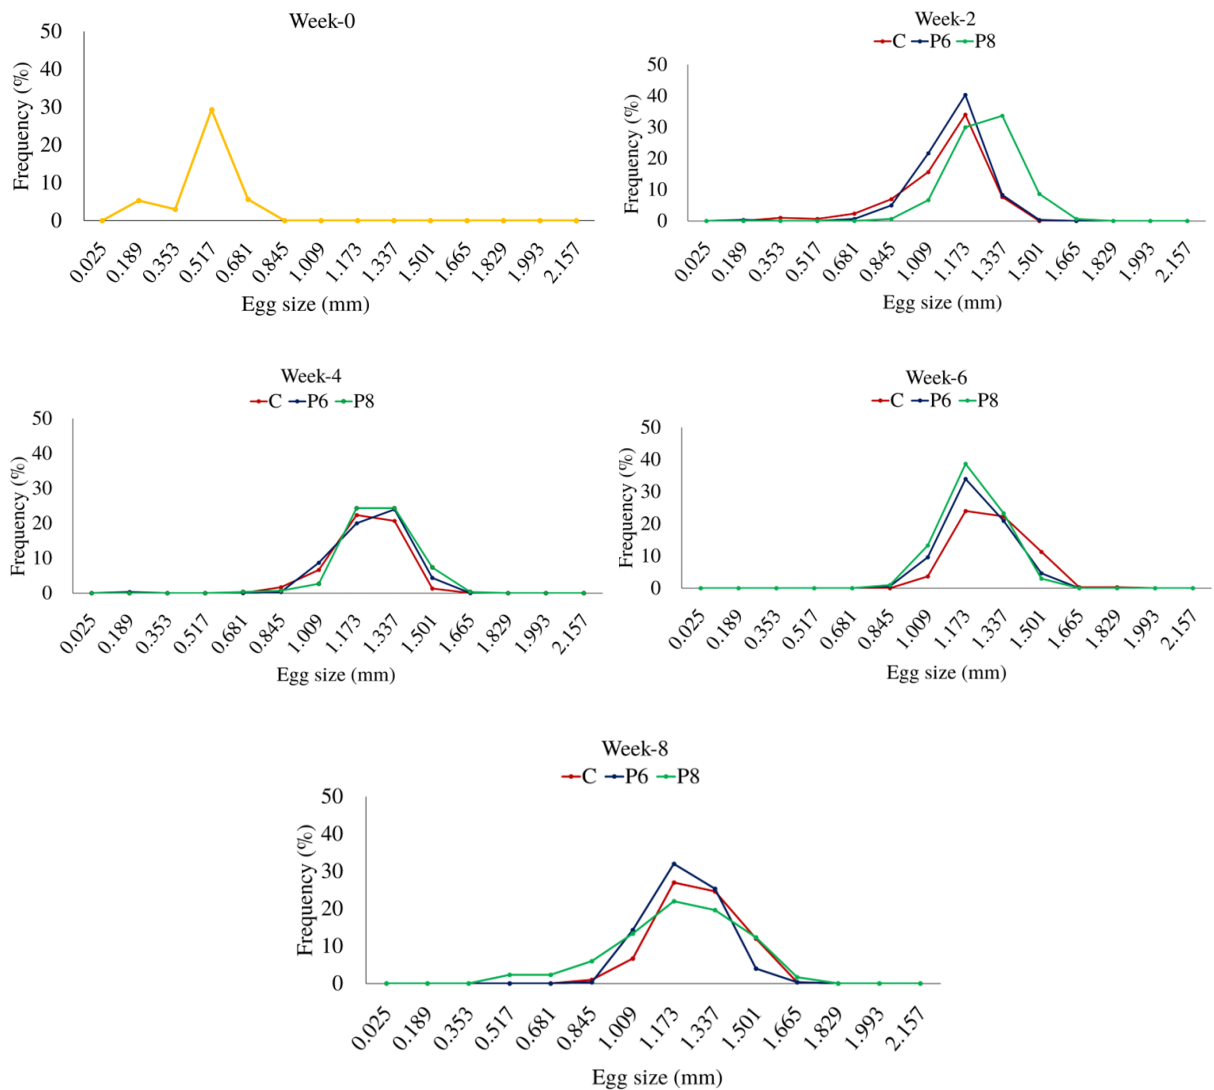 Week-0
50
40
30
20
10
0
Frequency (%)
0.025 0.189 0.353 0.517 0.681 0.845 1.009 1.173 1.337 1.501 1.665 1.829 1.993 2.157
Egg size (mm)
Week-2
C P6 P8
50
40
30
20
10
0
Frequency (%)
0.025 0.189 0.353 0.517 0.681 0.845 1.009 1.173 1.337 1.501 1.665 1.829 1.993 2.157
Egg size (mm)
Week-4
C P6 P8
50
40
30
20
10
0
Frequency (%)
0.025 0.189 0.353 0.517 0.681 0.845 1.009 1.173 1.337 1.501 1.665 1.829 1.993 2.157
Egg size (mm)
Week-6
C P6 P8
50
40
30
20
10
0
Frequency (%)
0.025 0.189 0.353 0.517 0.681 0.845 1.009 1.173 1.337 1.501 1.665 1.829 1.993 2.157
Egg size (mm)
Week-8
C P6 P8
50
40
30
20
10
0
Frequency (%)
0.025 0.189 0.353 0.517 0.681 0.845 1.009 1.173 1.337 1.501 1.665 1.829 1.993 2.157
Egg size (mm)